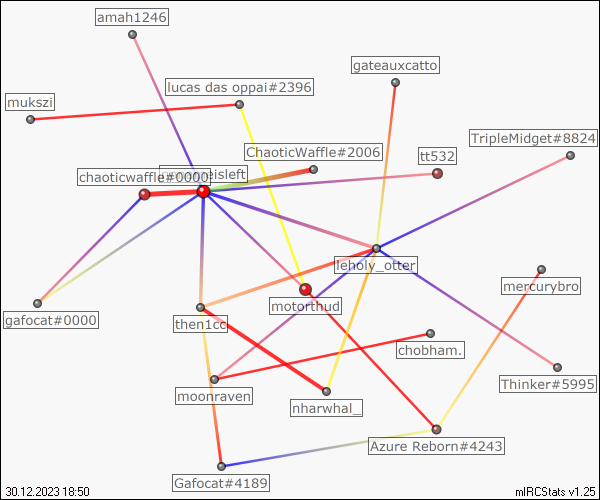 amah1246
gateauxcatto
lucas das oppai#2396
mukszi
TripleMidget#8824
ChaoticWaffle#2006
tt532
chaoticwaffle#0000
eisleft
leholy_otter
mercurybro
motorthud
gafocat#0000
then1cc
chobham.
Thinker#5995
moonraven
nharwhal_
Azure Reborn#4243
Gafocat#4189
30.12.2023 18:50
mIRCStats v1.25